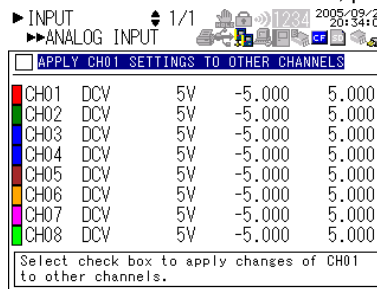 ▶ INPUT 1/1 1234 2005/09/2
▶▶ANALOG INPUT 20:34:0
CF SD
APPLY CH01 SETTINGS TO OTHER CHANNELS
CH01 DCV 5V -5.000 5.000
CH02 DCV 5V -5.000 5.000
CH03 DCV 5V -5.000 5.000
CH04 DCV 5V -5.000 5.000
CH05 DCV 5V -5.000 5.000
CH06 DCV 5V -5.000 5.000
CH07 DCV 5V -5.000 5.000
CH08 DCV 5V -5.000 5.000
Select check box to apply changes of CH01
to other channels.